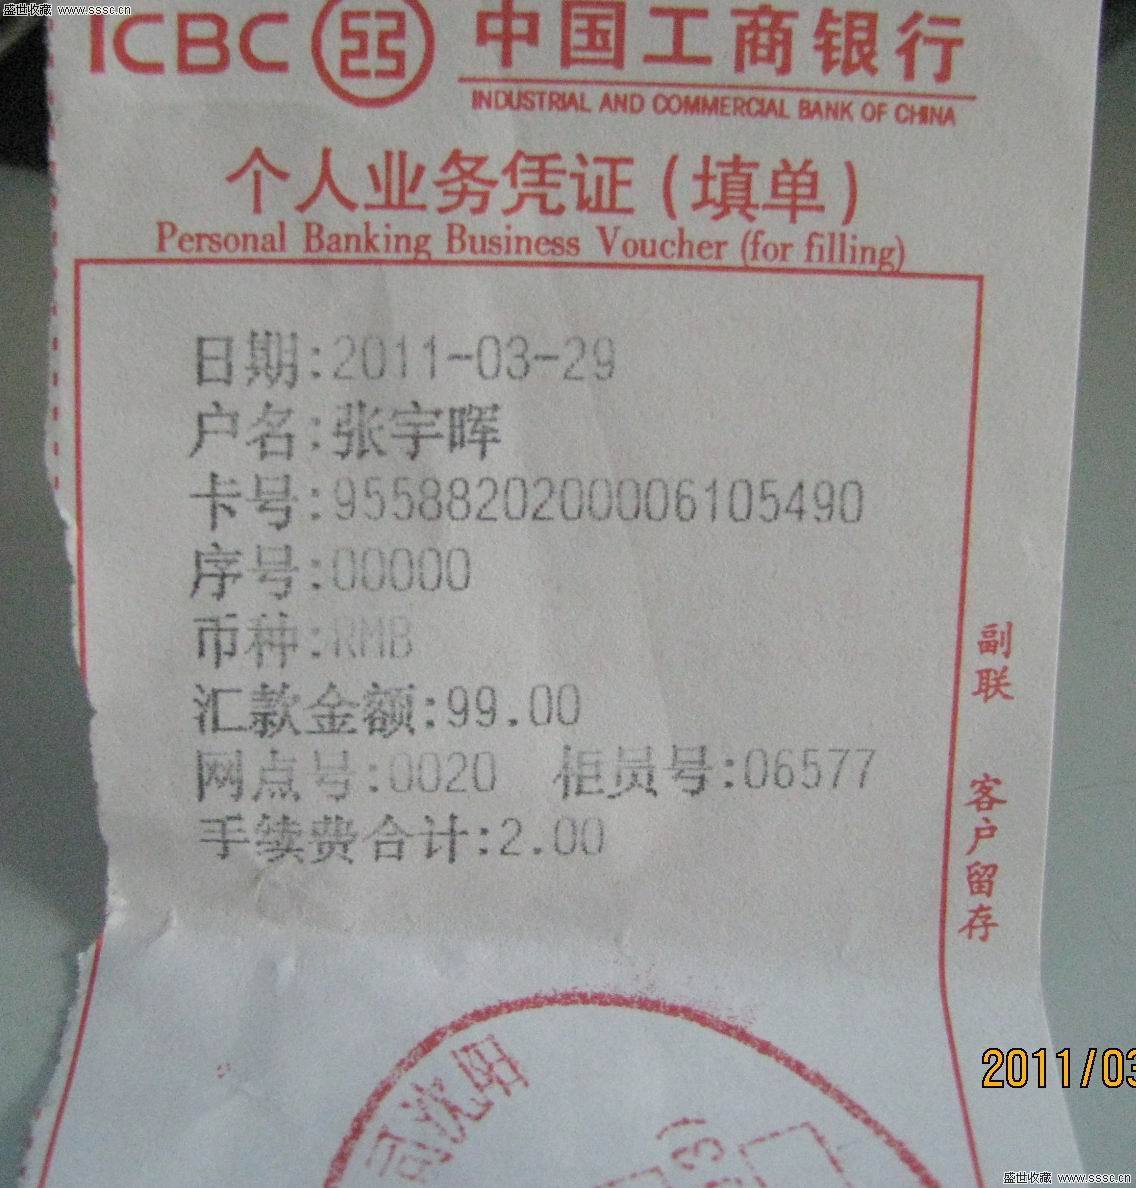 盛世收藏 www.sssc.cn
ICBC 中国工商银行
INDUSTRIAL AND COMMERCIAL BANK OF CHINA
个人业务凭证(填单)
Personal Banking Business Voucher (for filling)
日期:2011-03-29
户名:张宇晖
卡号:9558820200006105490
序号:00000
币种:RMB
汇款金额:99.00
网点号:0020 柜员号:06577
手续费合计:2.00
副联 客户留存
2011/03
盛世收藏 www.sssc.cn